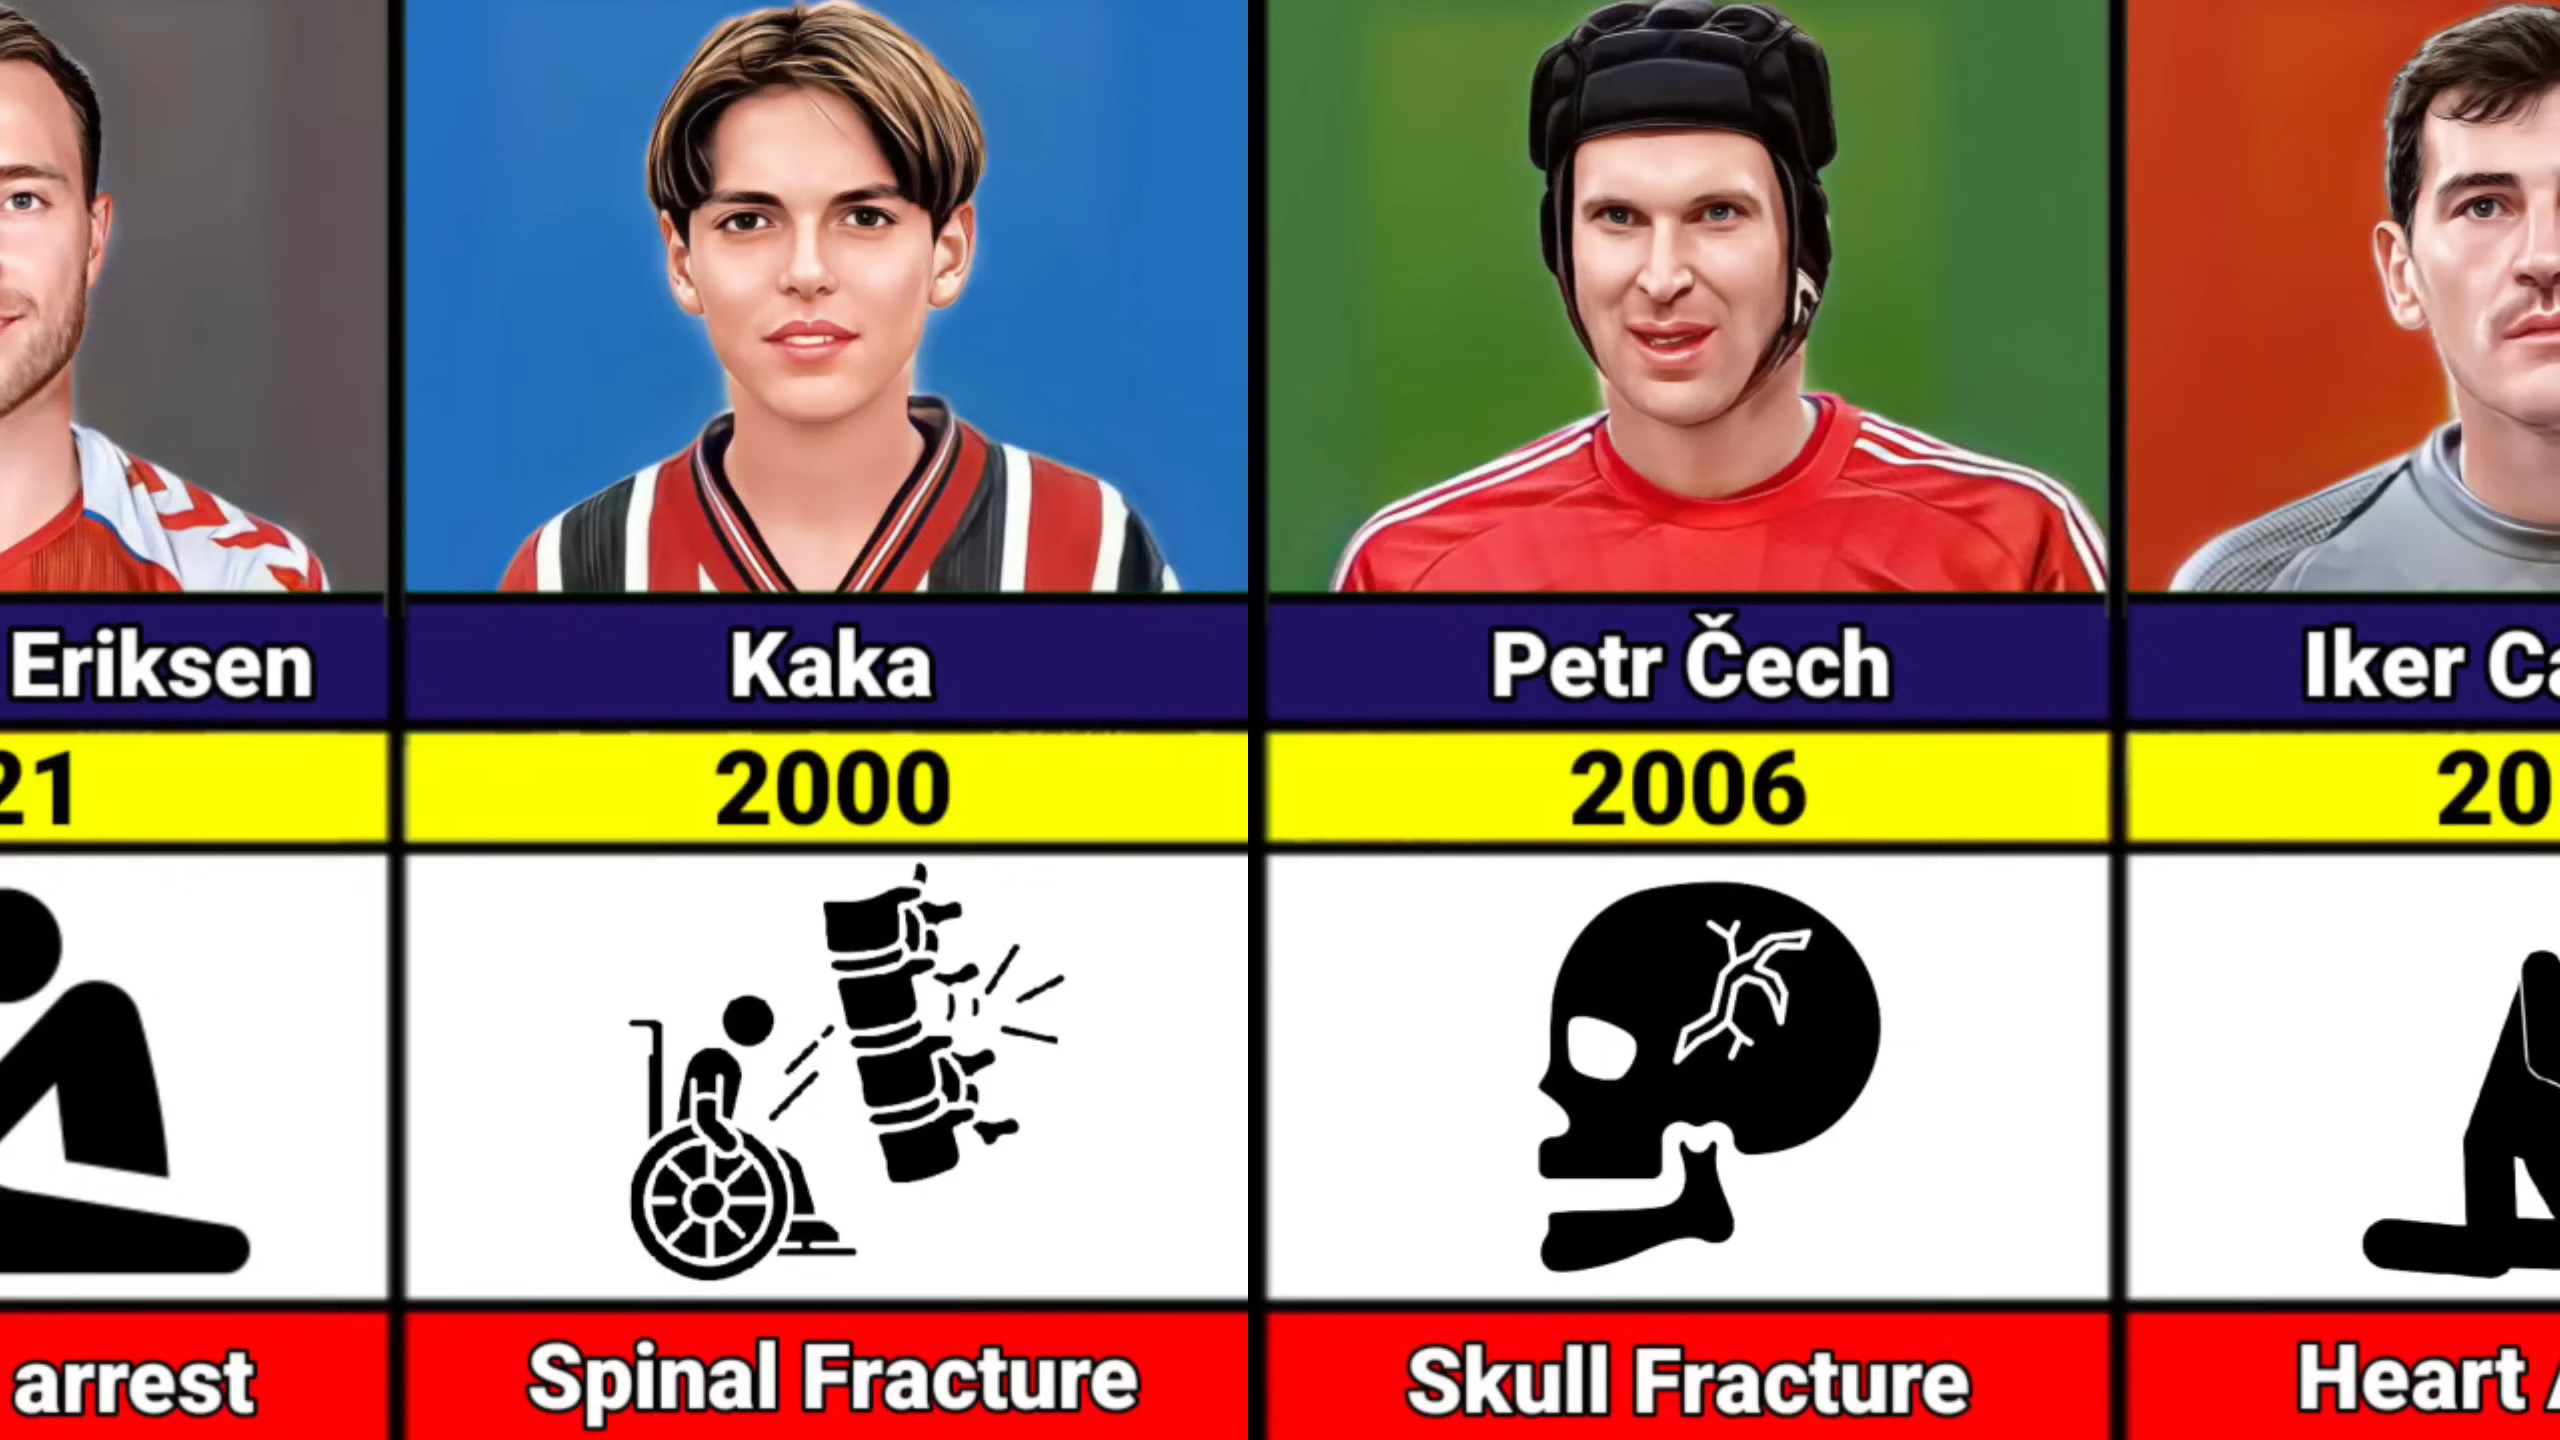 Eriksen
Kaka
Petr Čech
Iker Ca
21
2000
2006
20
arrest
Spinal Fracture
Skull Fracture
Heart